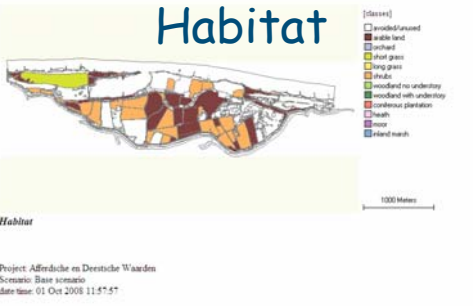 Habitat
[classes]
avoided/unused
arable land
orchard
short grass
long grass
shrubs
woodland no understory
woodland with understory
coniferous plantation
heath
moor
inland marsh
1000 Meters
Habitat
Project: Afferdsche en Deestsche Waarden
Scenario: Base scenario
date time: 01 Oct 2008 11:57:57